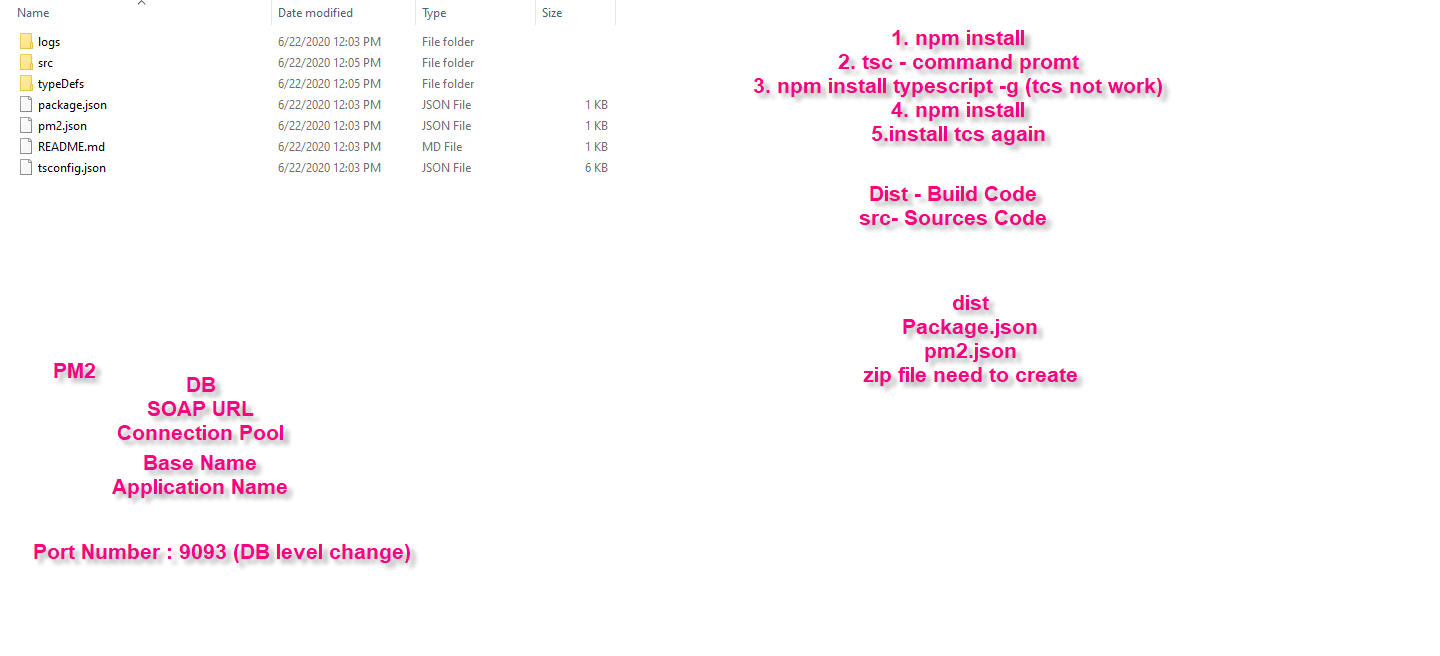 Name Date modified Type Size
logs 6/22/2020 12:03 PM File folder
src 6/22/2020 12:05 PM File folder
typeDefs 6/22/2020 12:05 PM File folder
package.json 6/22/2020 12:03 PM JSON File 1 KB
pm2.json 6/22/2020 12:03 PM JSON File 1 KB
README.md 6/22/2020 12:03 PM MD File 1 KB
tsconfig.json 6/22/2020 12:03 PM JSON File 6 KB
1. npm install
2. tsc - command promt
3. npm install typescript -g (tcs not work)
4. npm install
5.install tcs again
Dist - Build Code
src- Sources Code
dist
Package.json
pm2.json
zip file need to create
PM2
DB
SOAP URL
Connection Pool
Base Name
Application Name
Port Number : 9093 (DB level change)